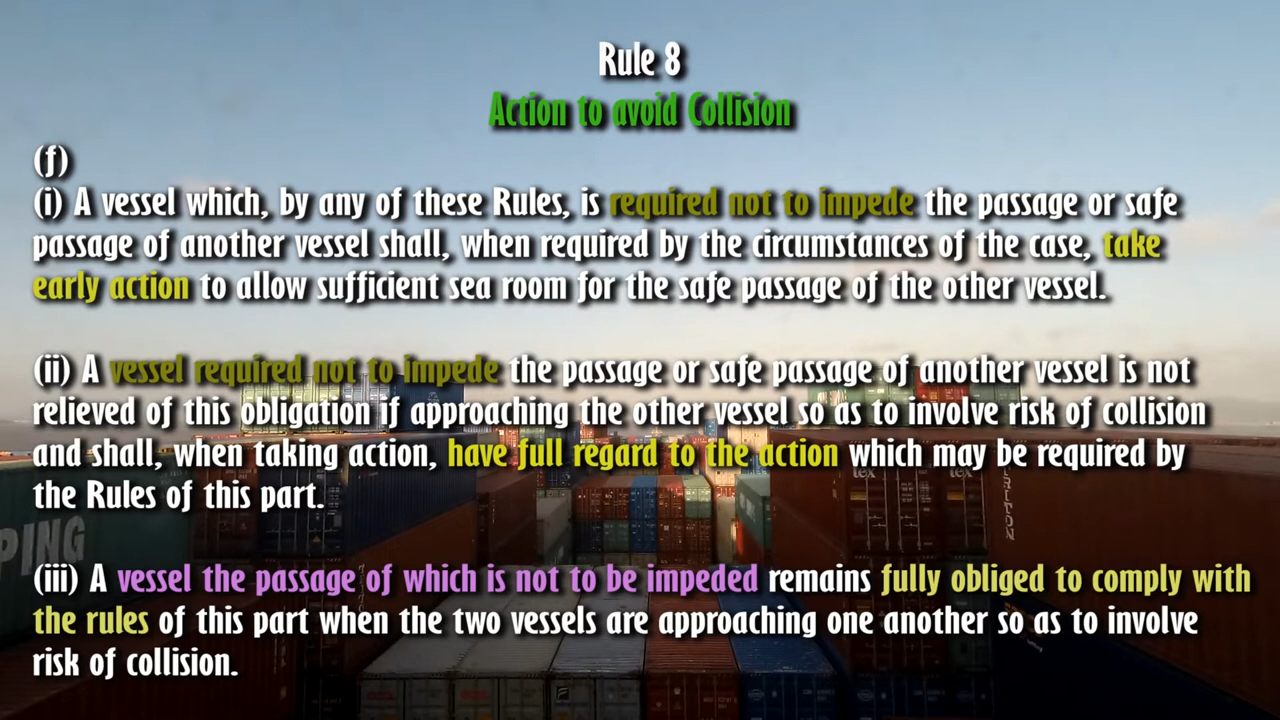 Rule 8
Action to avoid Collision
(f)
(i) A vessel which, by any of these Rules, is required not to impede the passage or safe
passage of another vessel shall, when required by the circumstances of the case, take
early action to allow sufficient sea room for the safe passage of the other vessel.
(ii) A vessel required not to impede the passage or safe passage of another vessel is not
relieved of this obligation if approaching the other vessel so as to involve risk of collision
and shall, when taking action, have full regard to the action which may be required by
the Rules of this part.
tex
tex
TRITON
PING
(iii) A vessel the passage of which is not to be impeded remains fully obliged to comply with
the rules of this part when the two vessels are approaching one another so as to involve
risk of collision.